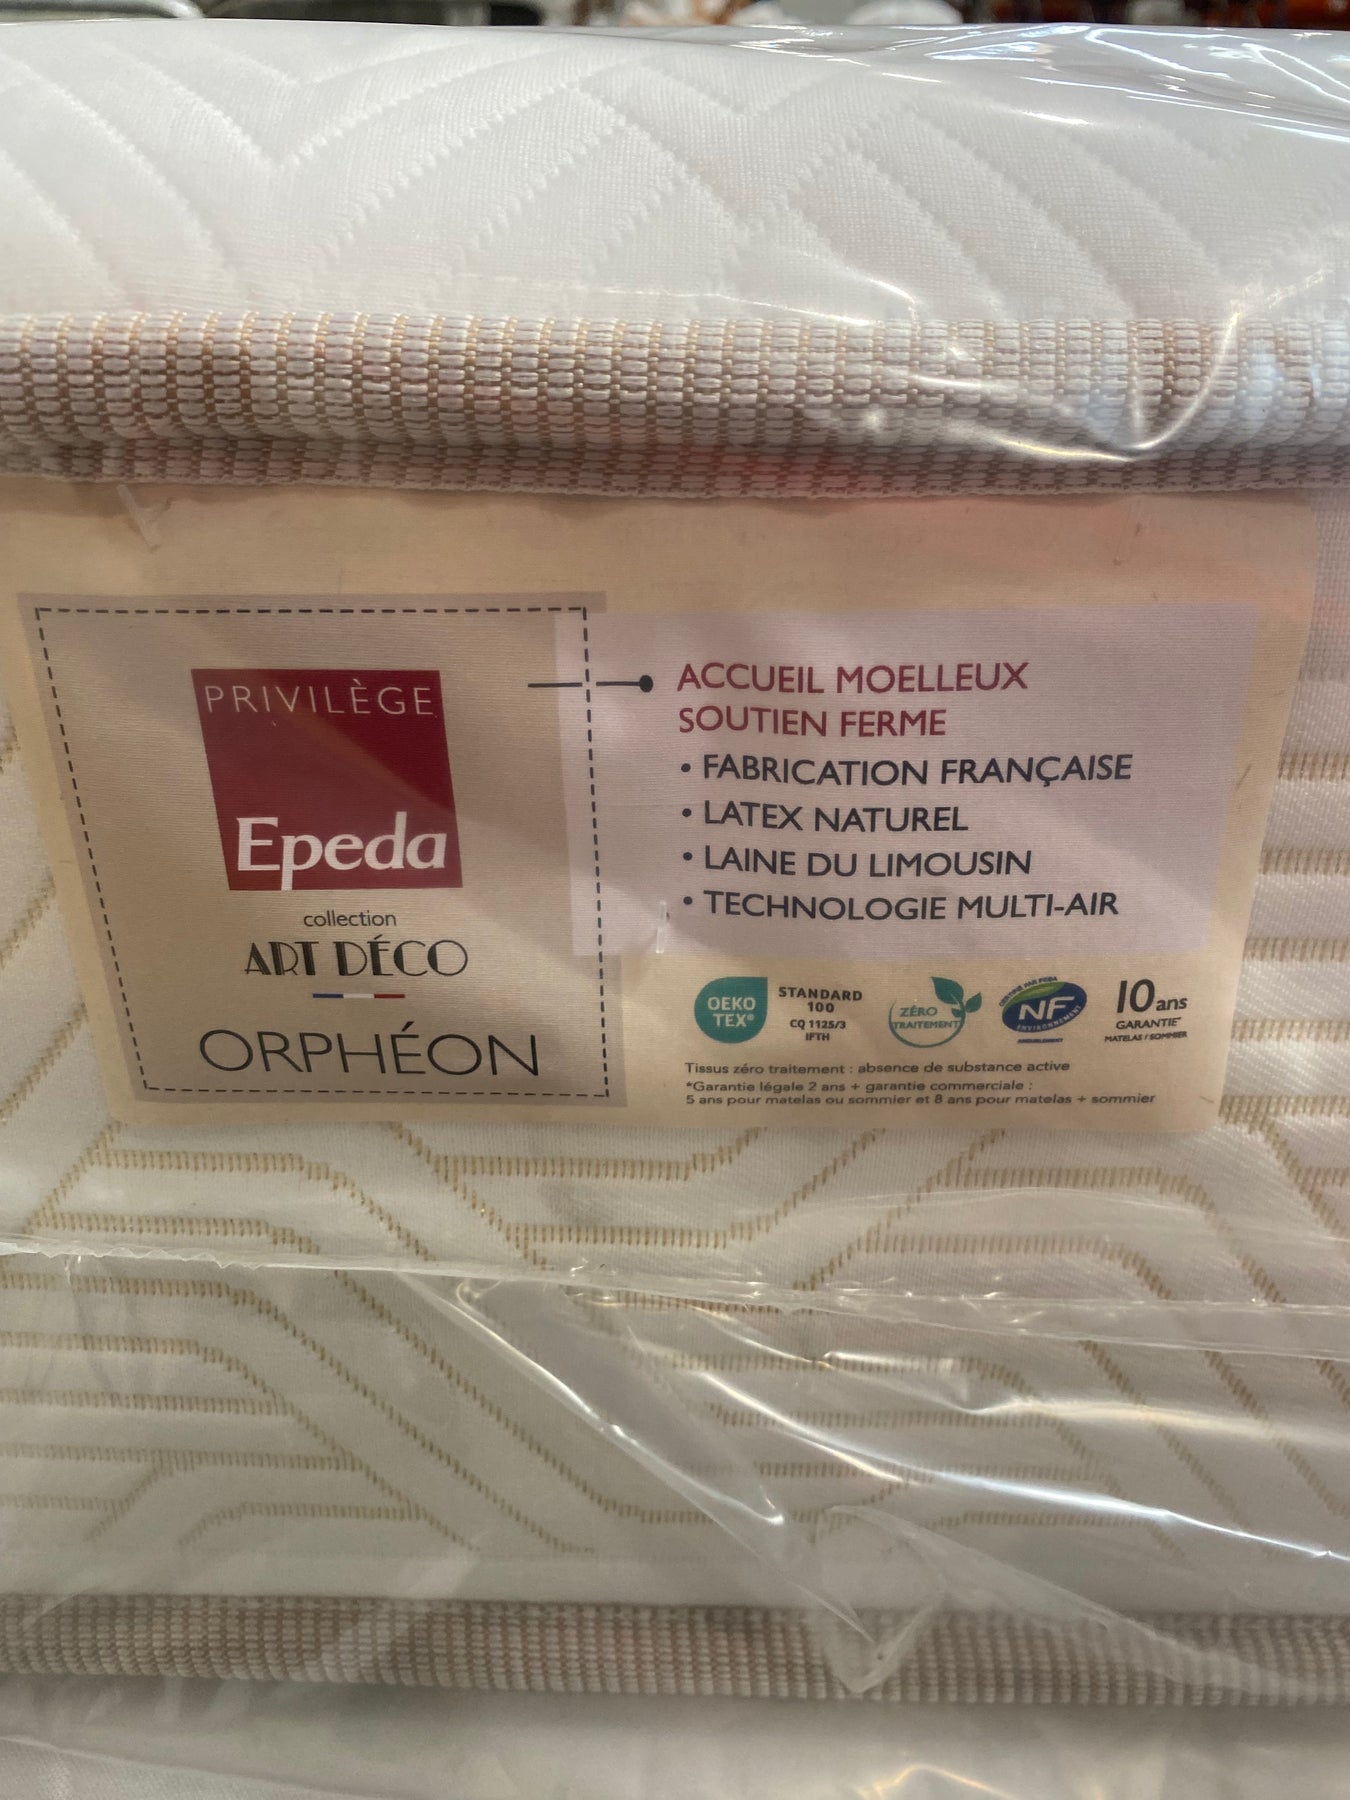 PRIVILÈGE
Epeda
collection
ART DÉCO
ORPHÉON
ACCUEIL MOELLEUX
SOUTIEN FERME
• FABRICATION FRANÇAISE
• LATEX NATUREL
• LAINE DU LIMOUSIN
• TECHNOLOGIE MULTI-AIR
OEKO
TEX®
STANDARD
100
CQ 1125/3
IFTH
ZÉRO
TRAITEMENT
NF
ENVIRONNEMENT
AMEUBLEMENT
10 ans
GARANTIE*
MATELAS / SOMMIER
Tissus zéro traitement : absence de substance active
*Garantie légale 2 ans + garantie commerciale :
5 ans pour matelas ou sommier et 8 ans pour matelas + sommier